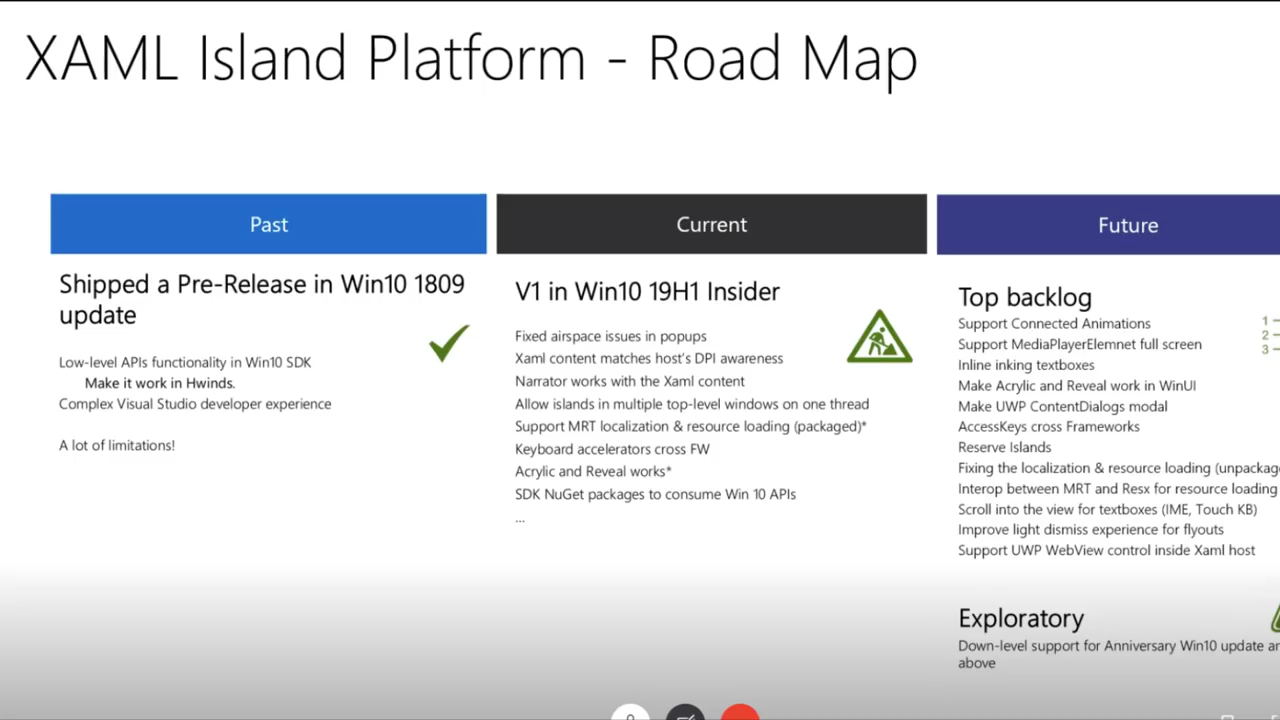 XAML Island Platform - Road Map
Past
Shipped a Pre-Release in Win10 1809
update
Low-level APIs functionality in Win10 SDK
Make it work in Hwinds.
Complex Visual Studio developer experience
A lot of limitations!
Current
V1 in Win10 19H1 Insider
Fixed airspace issues in popups
Xaml content matches host's DPI awareness
Narrator works with the Xaml content
Allow islands in multiple top-level windows on one thread
Support MRT localization & resource loading (packaged)*
Keyboard accelerators cross FW
Acrylic and Reveal works*
SDK NuGet packages to consume Win 10 APIs
...
Future
Top backlog
1
2
3
Support Connected Animations
Support MediaPlayerElemnet full screen
Inline inking textboxes
Make Acrylic and Reveal work in WinUI
Make UWP ContentDialogs modal
AccessKeys cross Frameworks
Reserve Islands
Fixing the localization & resource loading
Interop between MRT and Resx for resource loading
Scroll into the view for textboxes (IME, Touch KB)
Improve light dismiss experience for flyouts
Support UWP WebView control inside Xaml host
Exploratory
Down-level support for Anniversary Win10 update
above